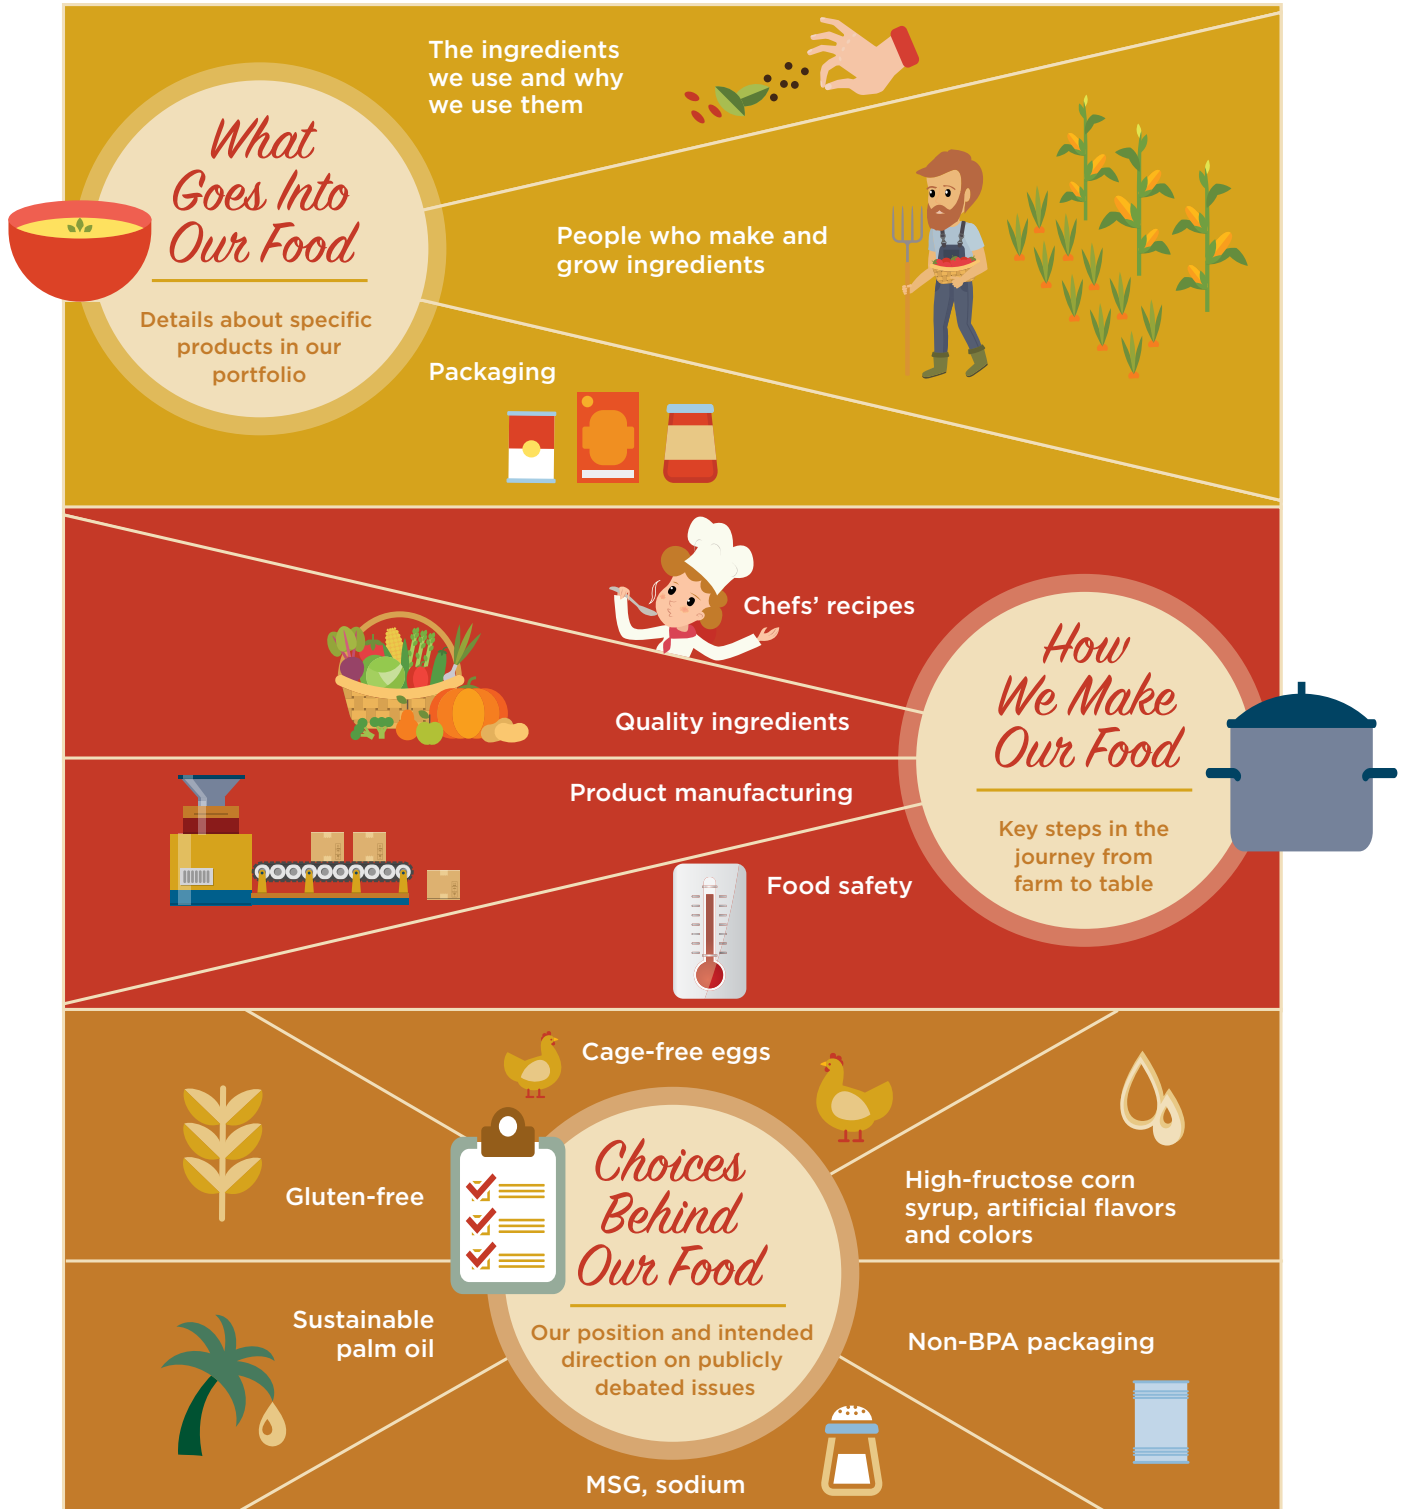 The ingredients
we use and why
we use them
What
Goes Into
Our Food
Details about specific
products in our
portfolio
People who make and
grow ingredients
Packaging
Chefs’ recipes
Quality ingredients
How
We Make
Our Food
Key steps in the
journey from
farm to table
Product manufacturing
Food safety
Cage-free eggs
Gluten-free
High-fructose corn
syrup, artificial flavors
and colors
Choices
Behind
Our Food
Our position and intended
direction on publicly
debated issues
Sustainable
palm oil
Non-BPA packaging
MSG, sodium